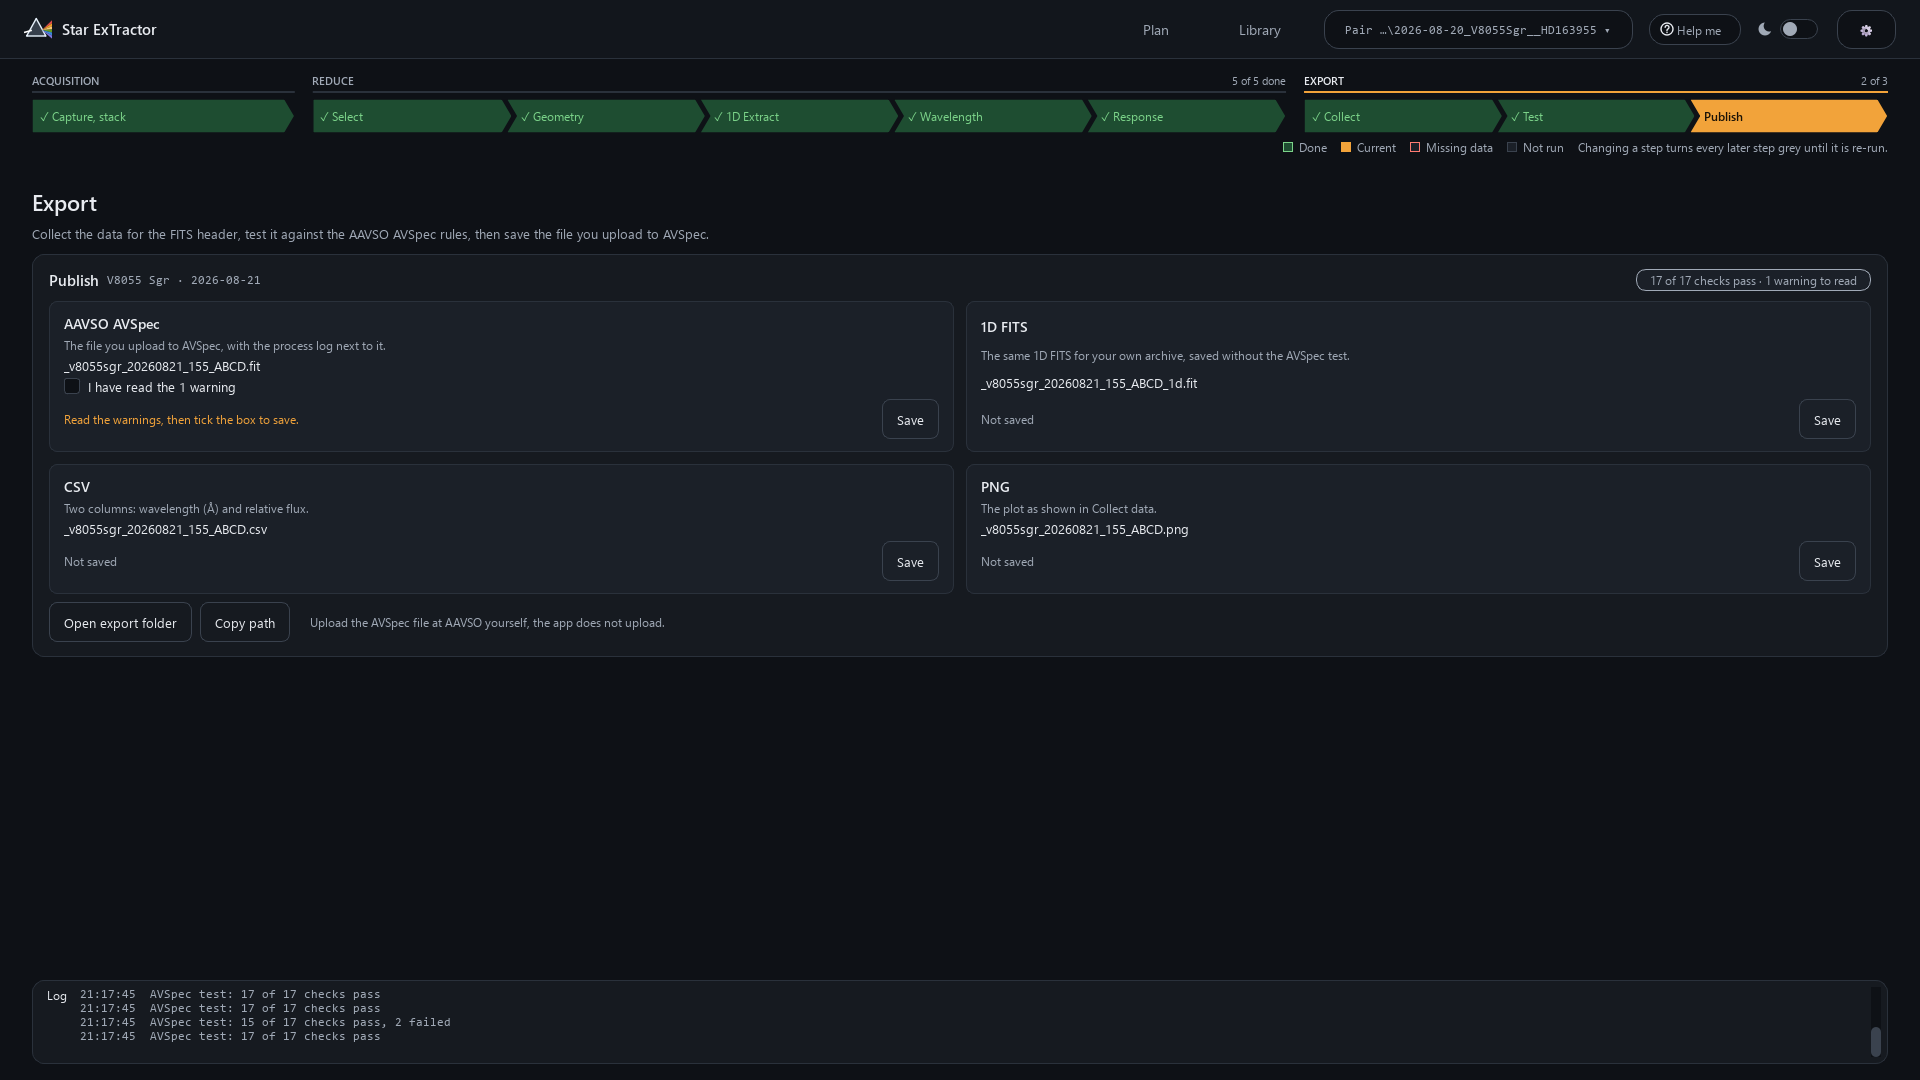 Star ExTractor
Plan
Library
Pair …\2026-08-20_V8055Sgr__HD163955 ▾
Help me
ACQUISITION
✓ Capture, stack
REDUCE
5 of 5 done
✓ Select
✓ Geometry
✓ 1D Extract
✓ Wavelength
✓ Response
EXPORT
2 of 3
✓ Collect
✓ Test
Publish
Done
Current
Missing data
Not run
Changing a step turns every later step grey until it is re-run.
Export
Collect the data for the FITS header, test it against the AAVSO AVSpec rules, then save the file you upload to AVSpec.
Publish V8055 Sgr · 2026-08-21
17 of 17 checks pass · 1 warning to read
AAVSO AVSpec
The file you upload to AVSpec, with the process log next to it.
_v8055sgr_20260821_155_ABCD.fit
I have read the 1 warning
Read the warnings, then tick the box to save.
Save
1D FITS
The same 1D FITS for your own archive, saved without the AVSpec test.
_v8055sgr_20260821_155_ABCD_1d.fit
Not saved
Save
CSV
Two columns: wavelength (Å) and relative flux.
_v8055sgr_20260821_155_ABCD.csv
Not saved
Save
PNG
The plot as shown in Collect data.
_v8055sgr_20260821_155_ABCD.png
Not saved
Save
Open export folder
Copy path
Upload the AVSpec file at AAVSO yourself, the app does not upload.
Log
21:17:45 AVSpec test: 17 of 17 checks pass
21:17:45 AVSpec test: 17 of 17 checks pass
21:17:45 AVSpec test: 15 of 17 checks pass, 2 failed
21:17:45 AVSpec test: 17 of 17 checks pass